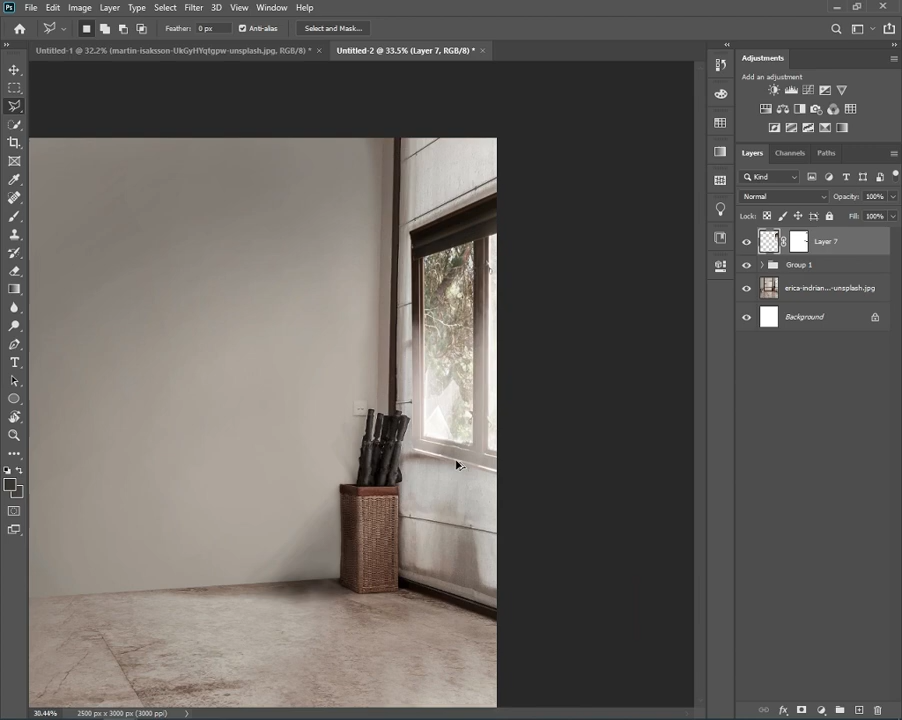 Ps File Edit Image Layer Type Select Filter 3D View Window Help
Feather: 0 px Anti-alias Select and Mask...
Untitled-1 @ 32.2% (martin-isaksson-UkGyHYqtgpw-unsplash.jpg, RGB/8) * × Untitled-2 @ 33.5% (Layer 7, RGB/8) * ×
Adjustments
Add an adjustment
Layers Channels Paths
Kind
Normal Opacity: 100%
Lock: Fill: 100%
Layer 7
Group 1
erica-indrian...-unsplash.jpg
Background
30.44% 2500 px x 3000 px (3000 ppi)